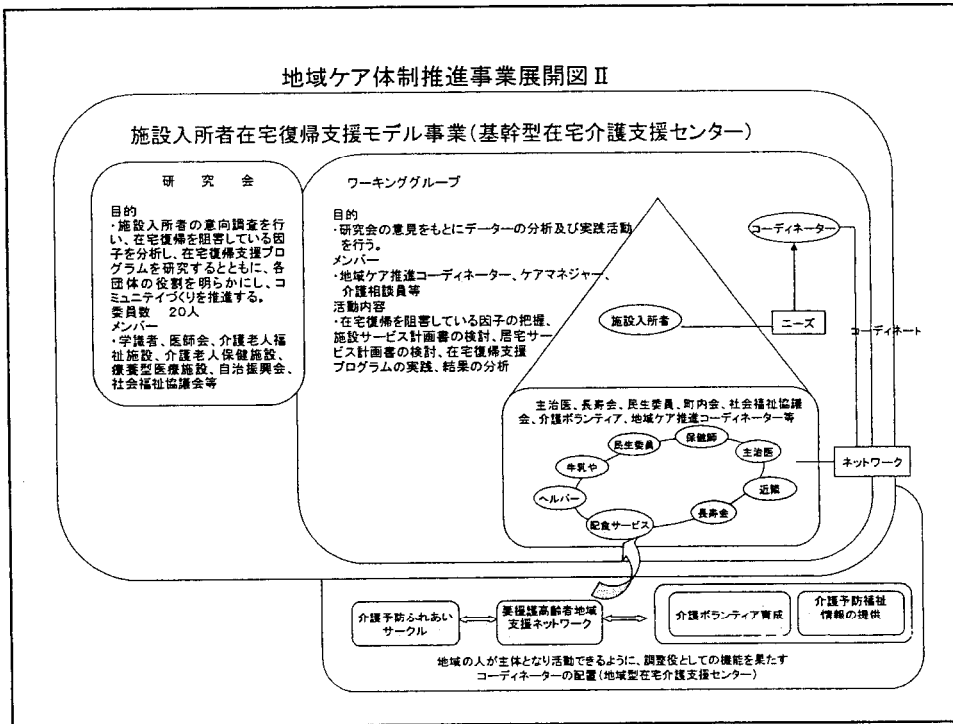 地域ケア体制推進事業展開図Ⅱ
施設入所者在宅復帰支援モデル事業(基幹型在宅介護支援センター)
研　究　会
目的
・施設入所者の意向調査を行
い、在宅復帰を阻害している因
子を分析し、在宅復帰支援プロ
グラムを研究するとともに、各
団体の役割を明らかにし、コ
ミュニテイづくりを推進する。
委員数　20人
メンバー
・学識者、医師会、介護老人福
祉施設、介護老人保健施設、
療養型医療施設、自治振興会、
社会福祉協議会等
ワーキンググループ
目的
・研究会の意見をもとにデーターの分析及び実践活動
を行う。
メンバー
・地域ケア推進コーディネーター、ケアマネジャー、
介護相談員等
活動内容
・在宅復帰を阻害している因子の把握、
施設サービス計画書の検討、居宅サー
ビス計画書の検討、在宅復帰支援
プログラムの実践、結果の分析
コーディネーター
施設入所者
ニーズ
コーディネート
主治医、長寿会、民生委員、町内会、社会福祉協議
会、介護ボランティア、地域ケア推進コーディネーター等
保健師
民生委員
主治医
牛乳や
近隣
ヘルパー
長寿会
配食サービス
ネットワーク
介護予防ふれあい
サークル
要援護高齢者地域
支援ネットワーク
介護ボランティア育成
介護予防福祉
情報の提供
地域の人が主体となり活動できるように、調整役としての機能を果たす
コーディネーターの配置(地域型在宅介護支援センター)